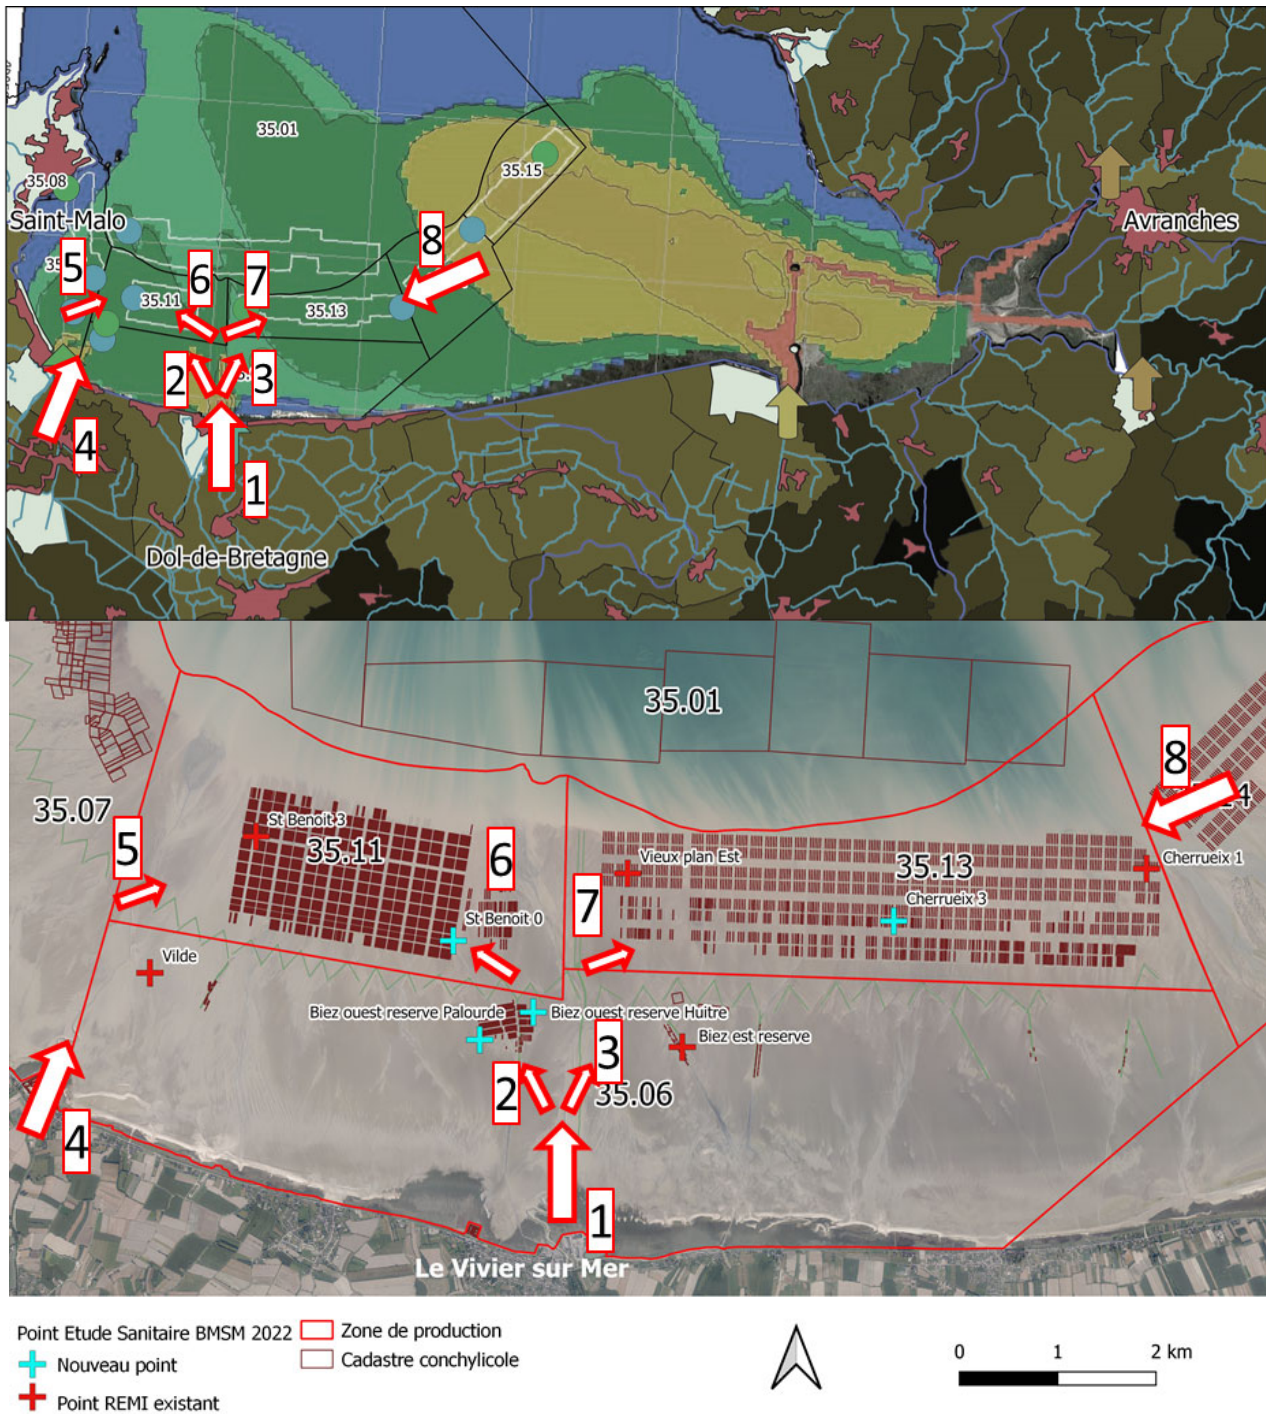 35.01
35.15
35.08
Saint-Malo
8
5
6
7
35.11
35.13
2
3
4
1
Avranches
Dol-de-Bretagne
35.01
8
35.07
St Benoit 3
35.11
5
6
Vieux plan Est
35.13
Cherrueix 1
7
Cherrueix 3
St Benoit 0
Vilde
Biez ouest reserve Palourde
Biez ouest reserve Huitre
3
Biez est reserve
2
35.06
4
1
Le Vivier sur Mer
Point Etude Sanitaire BMSM 2022
Nouveau point
Point REMI existant
Zone de production
Cadastre conchylicole
0 1 2 km